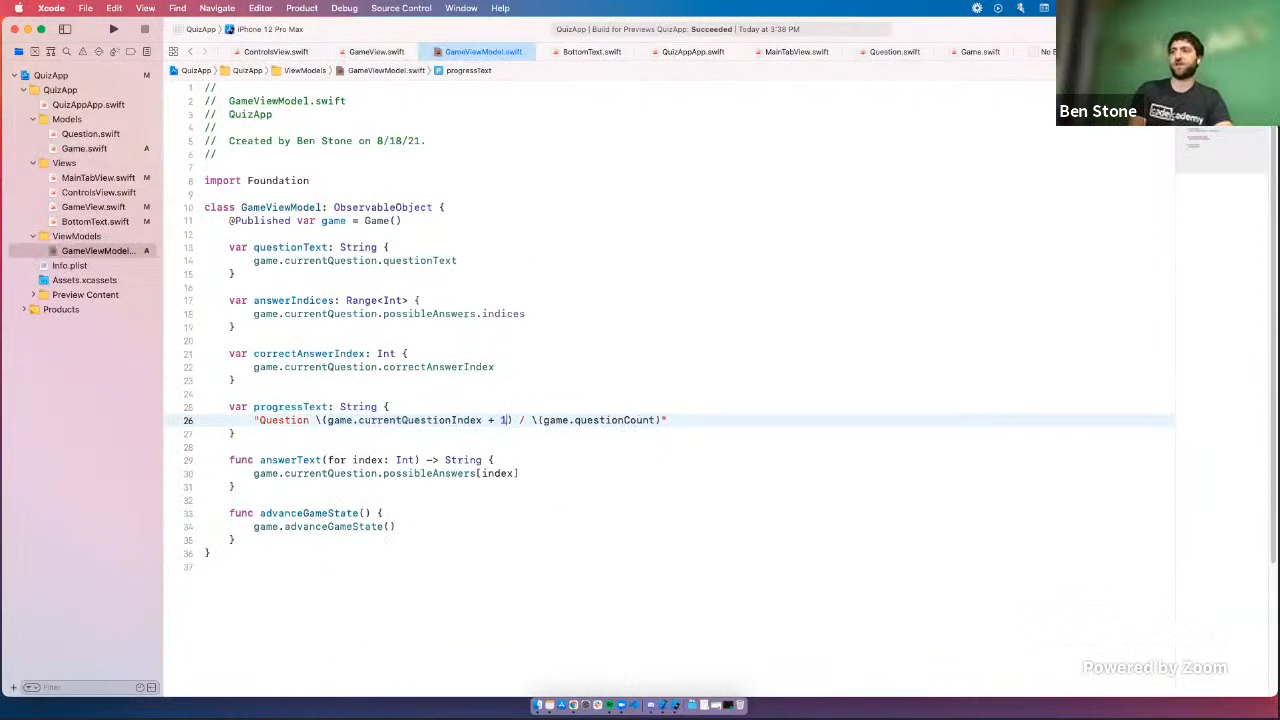 Xcode File Edit View Find Navigate Editor Product Debug Source Control Window Help
QuizApp iPhone 12 Pro Max QuizApp | Build for Previews QuizApp: Succeeded | Today at 3:38 PM
ControlsView.swift GameView.swift GameViewModel.swift BottomText.swift QuizAppApp.swift MainTabView.swift Question.swift Game.swift
QuizApp QuizApp ViewModels GameViewModel.swift progressText
QuizApp M
QuizApp
QuizAppApp.swift
Models
Question.swift
Game.swift A
Views
MainTabView.swift M
ControlsView.swift
GameView.swift M
BottomText.swift M
ViewModels
GameViewModel... A
Info.plist
Assets.xcassets
Preview Content
Products
Filter
1 //
2 // GameViewModel.swift
3 // QuizApp
4 //
5 // Created by Ben Stone on 8/18/21.
6 //
7
8 import Foundation
9
10 class GameViewModel: ObservableObject {
11 @Published var game = Game()
12
13 var questionText: String {
14 game.currentQuestion.questionText
15 }
16
17 var answerIndices: Range<Int> {
18 game.currentQuestion.possibleAnswers.indices
19 }
20
21 var correctAnswerIndex: Int {
22 game.currentQuestion.correctAnswerIndex
23 }
24
25 var progressText: String {
26 "Question \(game.currentQuestionIndex + 1) / \(game.questionCount)"
27 }
28
29 func answerText(for index: Int) -> String {
30 game.currentQuestion.possibleAnswers[index]
31 }
32
33 func advanceGameState() {
34 game.advanceGameState()
35 }
36 }
37
code cademy
Ben Stone
Powered by Zoom